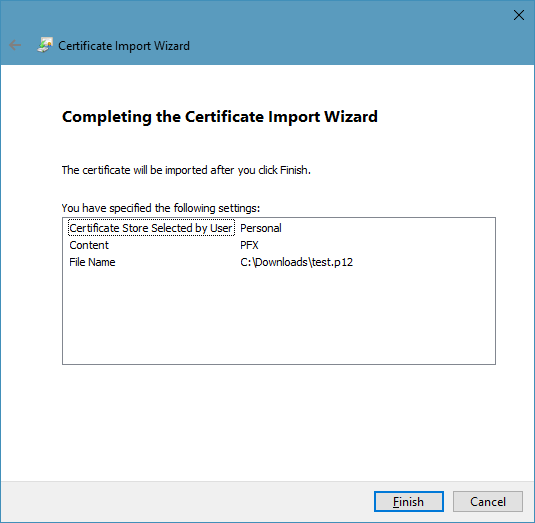 Certificate Import Wizard
Completing the Certificate Import Wizard
The certificate will be imported after you click Finish.
You have specified the following settings:
Certificate Store Selected by User Personal
Content PFX
File Name C:\Downloads\test.p12
Finish Cancel